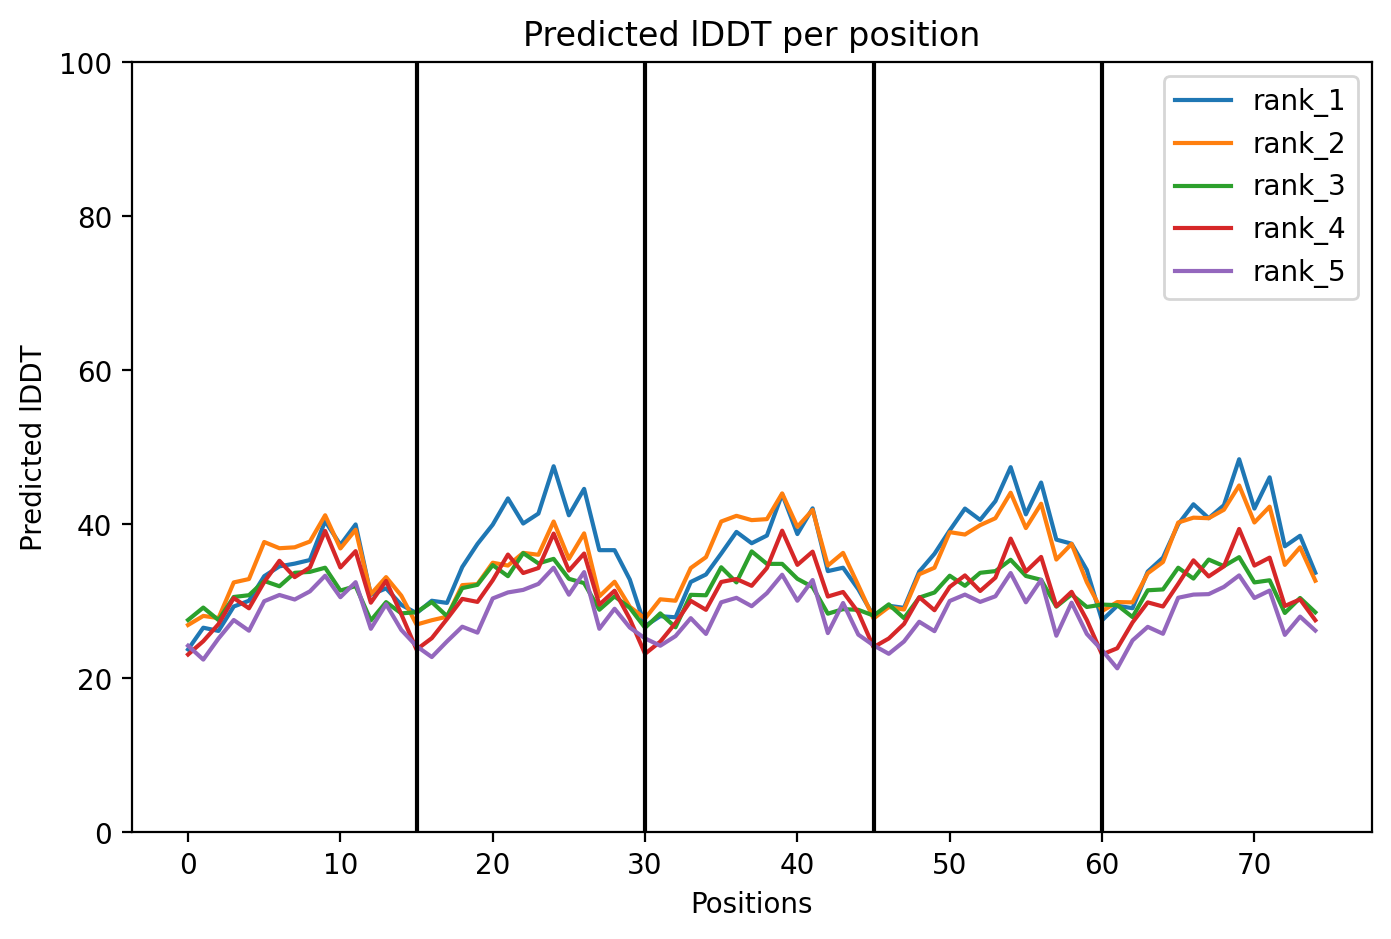 Predicted lDDT per position
100
80
60
40
20
0
Predicted lDDT
0 10 20 30 40 50 60 70
Positions
rank_1
rank_2
rank_3
rank_4
rank_5